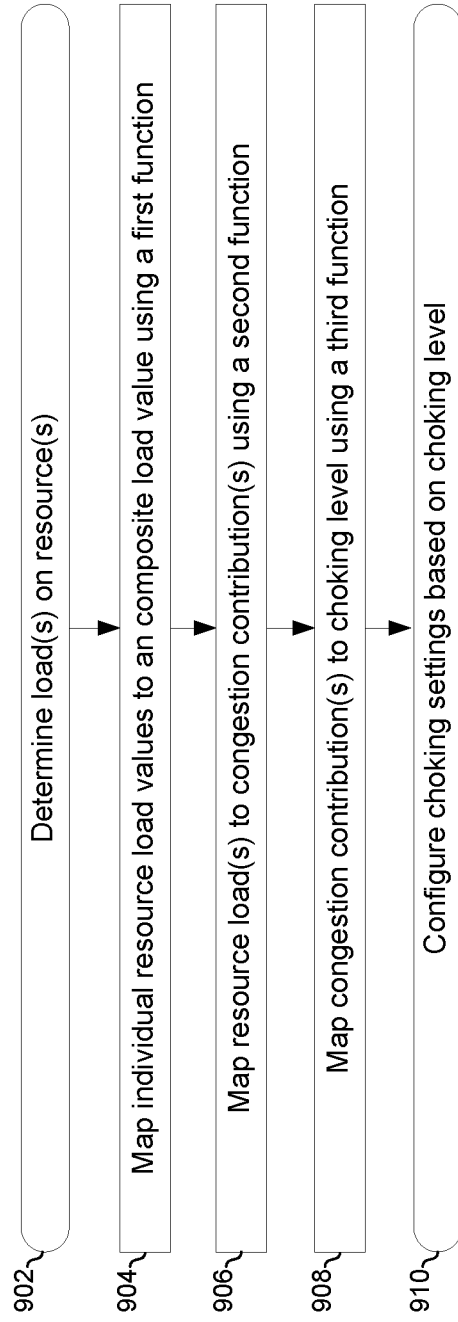 902
Determine load(s) on resource(s)
904
Map individual resource load values to an composite load value using a first function
906
Map resource load(s) to congestion contribution(s) using a second function
908
Map congestion contribution(s) to choking level using a third function
910
Configure choking settings based on choking level